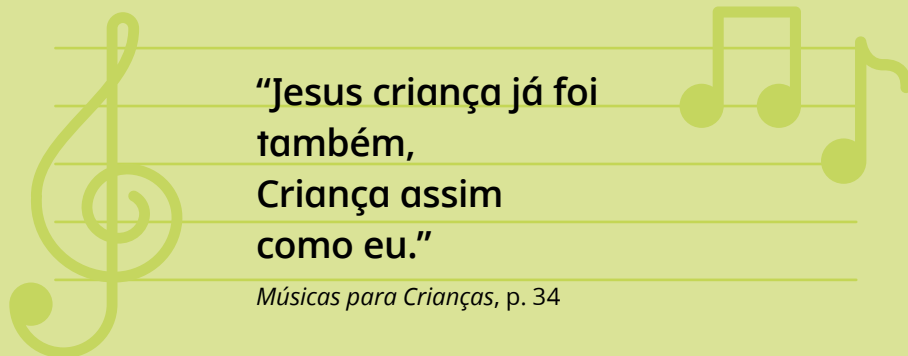 “Jesus criança já foi
também,
Criança assim
como eu.”
Músicas para Crianças, p. 34